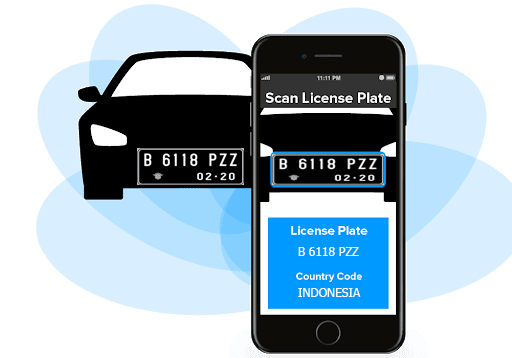 B 6118 PZZ
02·20
11:11 PM
Scan License Plate
B 6118 PZZ
02·20
License Plate
B 6118 PZZ
Country Code
INDONESIA